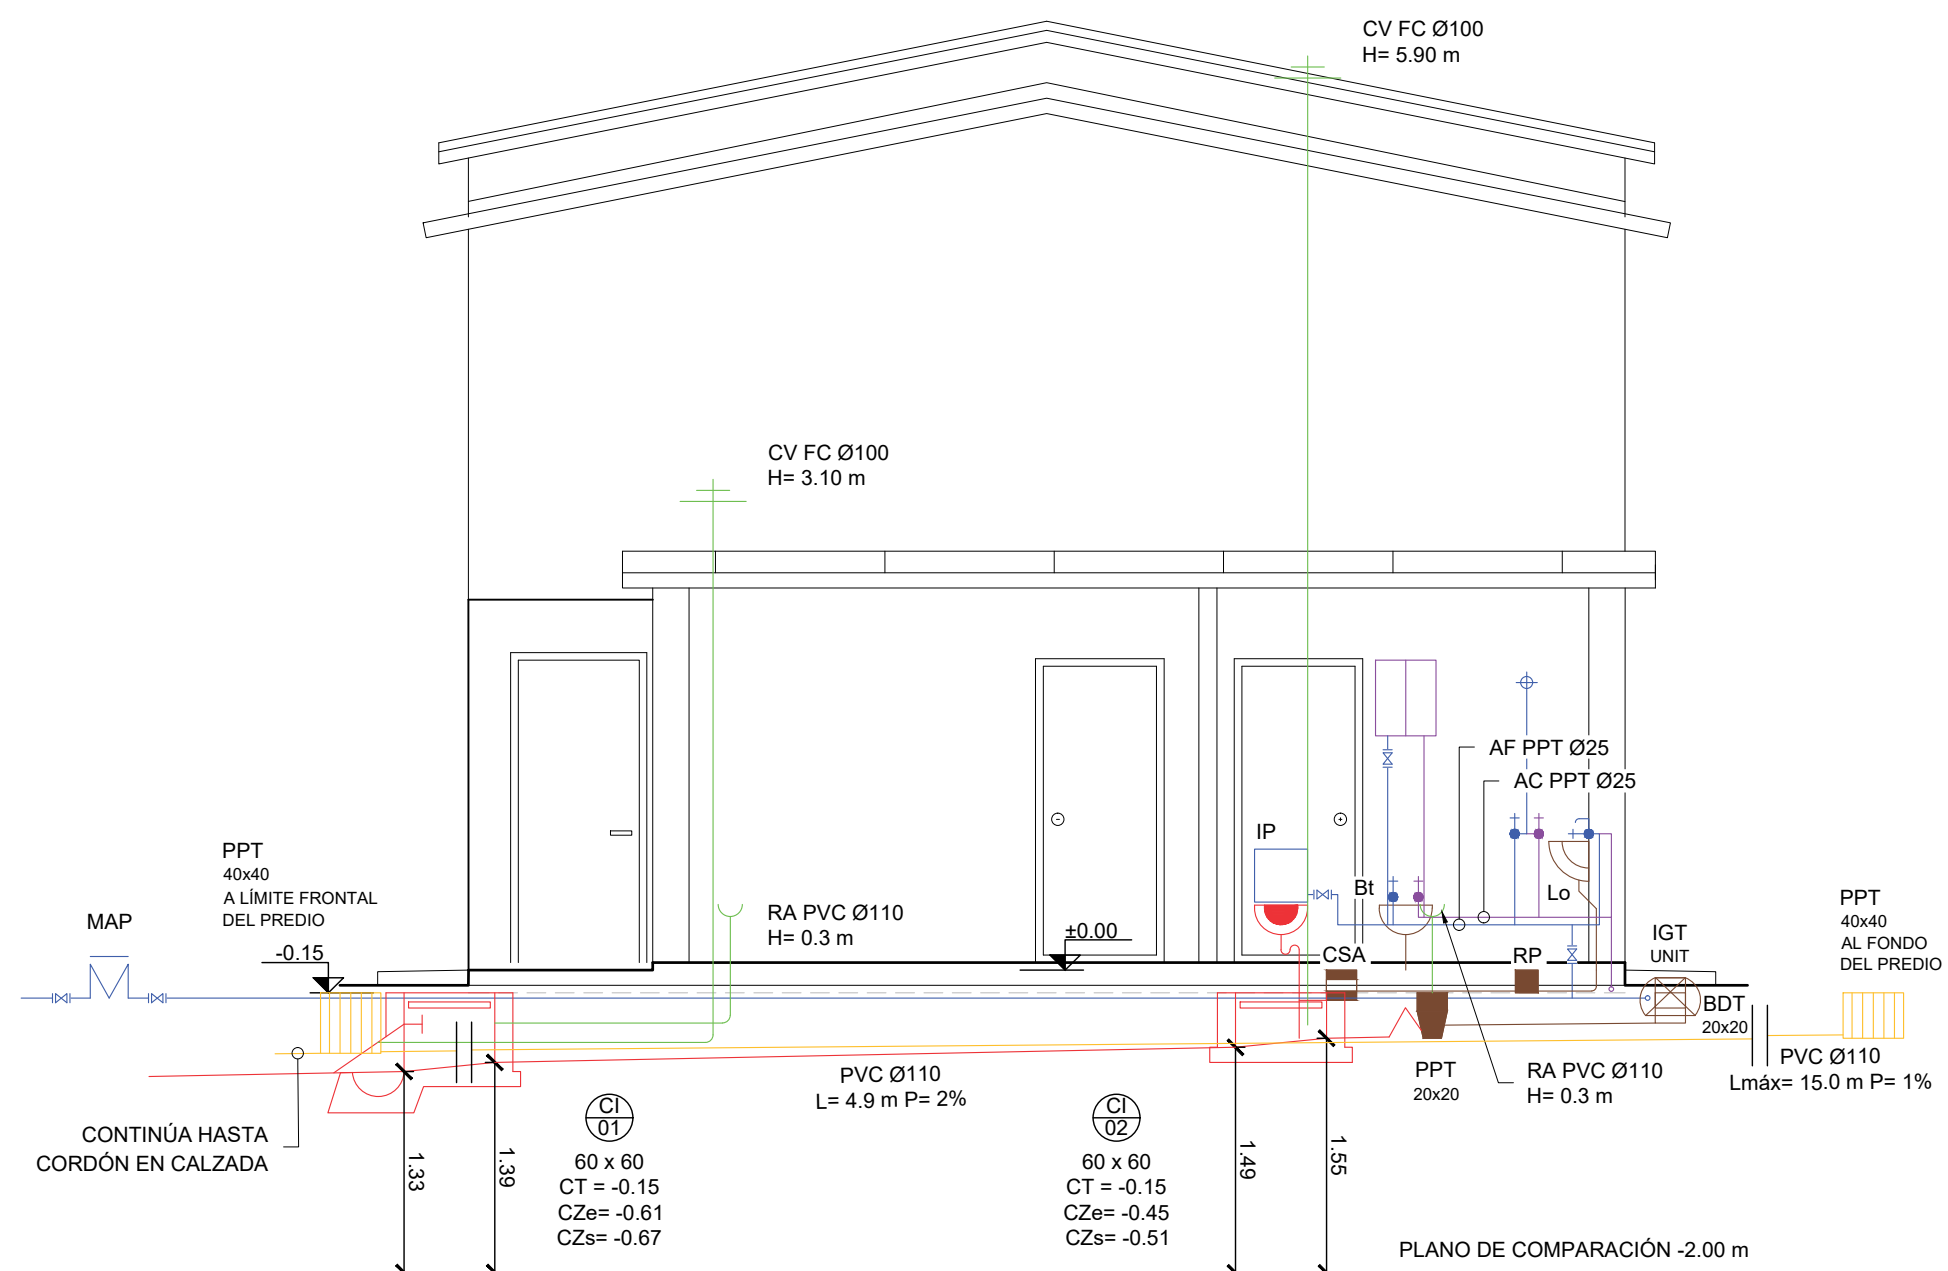 CV FC Ø100
H= 5.90 m
CV FC Ø100
H= 3.10 m
AF PPT Ø25
AC PPT Ø25
IP
Bt
Lo
PPT
40x40
A LÍMITE FRONTAL
DEL PREDIO
MAP
-0.15
RA PVC Ø110
H= 0.3 m
±0.00
CSA
RP
IGT
UNIT
BDT
20x20
PPT
40x40
AL FONDO
DEL PREDIO
PVC Ø110
Lmáx= 15.0 m P= 1%
PVC Ø110
L= 4.9 m P= 2%
PPT
20x20
RA PVC Ø110
H= 0.3 m
CONTINÚA HASTA
CORDÓN EN CALZADA
1.33
1.39
CI
01
60 x 60
CT = -0.15
CZe= -0.61
CZs= -0.67
CI
02
60 x 60
CT = -0.15
CZe= -0.45
CZs= -0.51
1.49
1.55
PLANO DE COMPARACIÓN -2.00 m